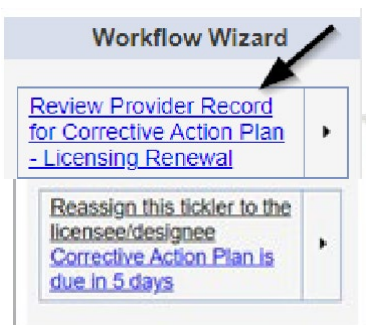 Workflow Wizard
Review Provider Record
for Corrective Action Plan
- Licensing Renewal
Reassign this tickler to the
licensee/designee
Corrective Action Plan is
due in 5 days